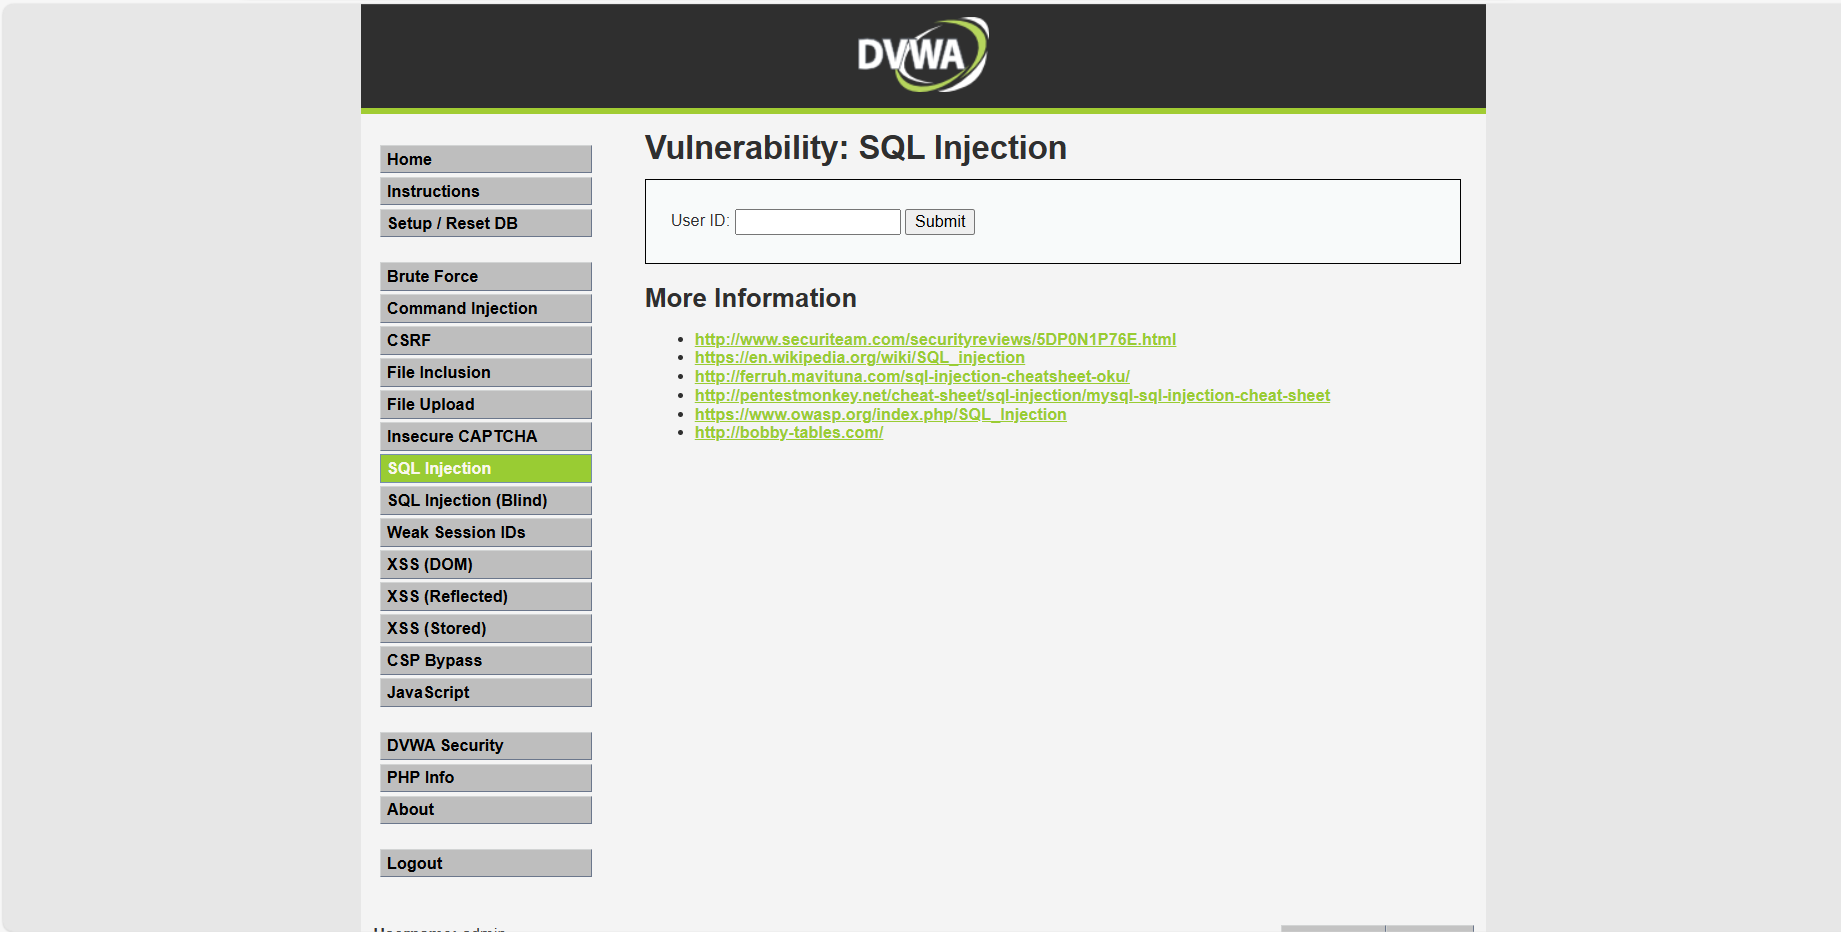 DVWA
Home
Instructions
Setup / Reset DB
Brute Force
Command Injection
CSRF
File Inclusion
File Upload
Insecure CAPTCHA
SQL Injection
SQL Injection (Blind)
Weak Session IDs
XSS (DOM)
XSS (Reflected)
XSS (Stored)
CSP Bypass
JavaScript
DVWA Security
PHP Info
About
Logout
Vulnerability: SQL Injection
User ID: Submit
More Information
http://www.securiteam.com/securityreviews/5DP0N1P76E.html
https://en.wikipedia.org/wiki/SQL_injection
http://ferruh.mavituna.com/sql-injection-cheatsheet-oku/
http://pentestmonkey.net/cheat-sheet/sql-injection/mysql-sql-injection-cheat-sheet
https://www.owasp.org/index.php/SQL_Injection
http://bobby-tables.com/
Username: admin